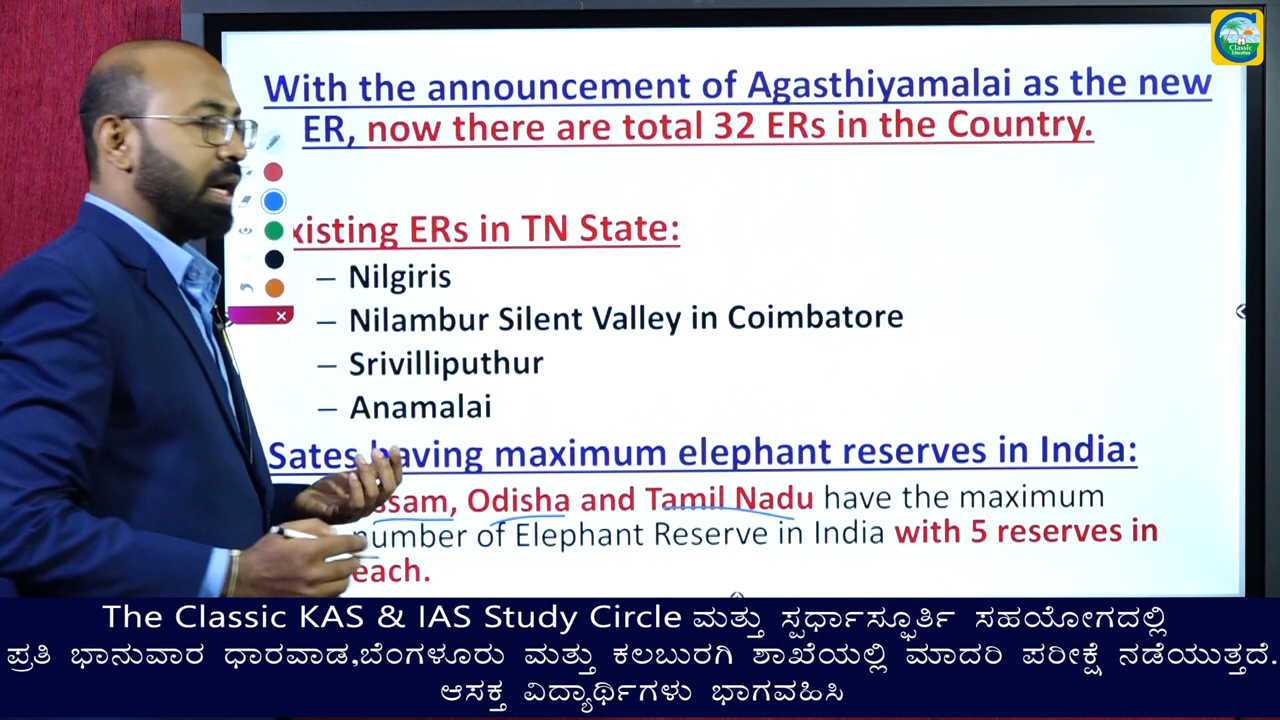 Classic
Education
With the announcement of Agasthiyamalai as the new
ER, now there are total 32 ERs in the Country.
xisting ERs in TN State:
– Nilgiris
– Nilambur Silent Valley in Coimbatore
– Srivilliputhur
– Anamalai
Sates having maximum elephant reserves in India:
ssam, Odisha and Tamil Nadu have the maximum
number of Elephant Reserve in India with 5 reserves in
each.
The Classic KAS & IAS Study Circle ಮತ್ತು ಸ್ಪರ್ಧಾಸ್ಫೂರ್ತಿ ಸಹಯೋಗದಲ್ಲಿ
ಪ್ರತಿ ಭಾನುವಾರ ಧಾರವಾಡ,ಬೆಂಗಳೂರು ಮತ್ತು ಕಲಬುರಗಿ ಶಾಖೆಯಲ್ಲಿ ಮಾದರಿ ಪರೀಕ್ಷೆ ನಡೆಯುತ್ತದೆ.
ಆಸಕ್ತ ವಿದ್ಯಾರ್ಥಿಗಳು ಭಾಗವಹಿಸಿ